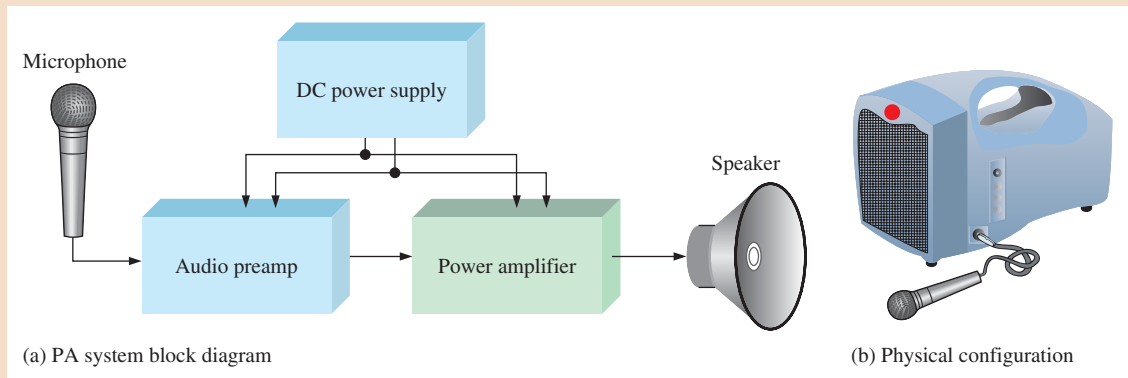 Microphone
DC power supply
Speaker
Audio preamp
Power amplifier
(a) PA system block diagram
(b) Physical configuration